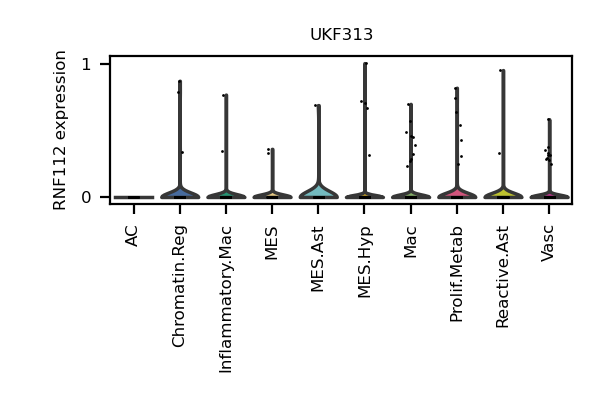 UKF313
RNF112 expression
1
0
AC
Chromatin.Reg
Inflammatory.Mac
MES
MES.Ast
MES.Hyp
Mac
Prolif.Metab
Reactive.Ast
Vasc